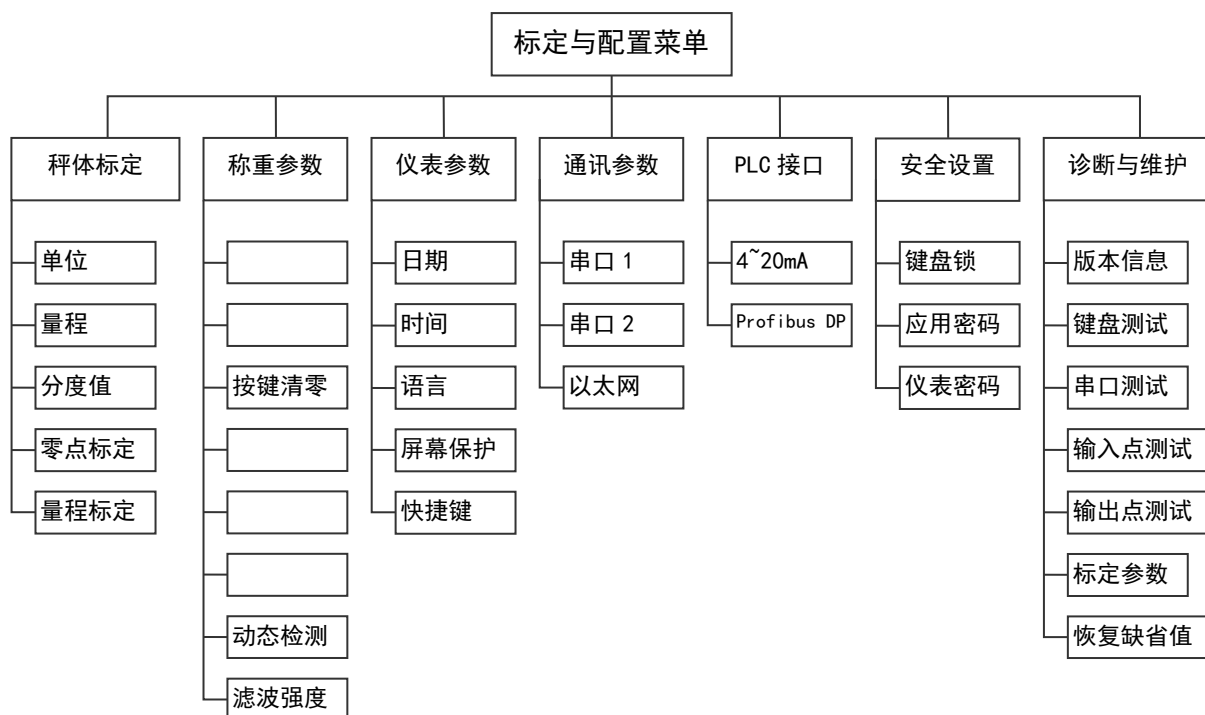 标定与配置菜单
秤体标定
称重参数
仪表参数
通讯参数
PLC 接口
安全设置
诊断与维护
单位
量程
分度值
零点标定
量程标定
按键清零
动态检测
滤波强度
日期
时间
语言
屏幕保护
快捷键
串口 1
串口 2
以太网
4~20mA
Profibus DP
键盘锁
应用密码
仪表密码
版本信息
键盘测试
串口测试
输入点测试
输出点测试
标定参数
恢复缺省值